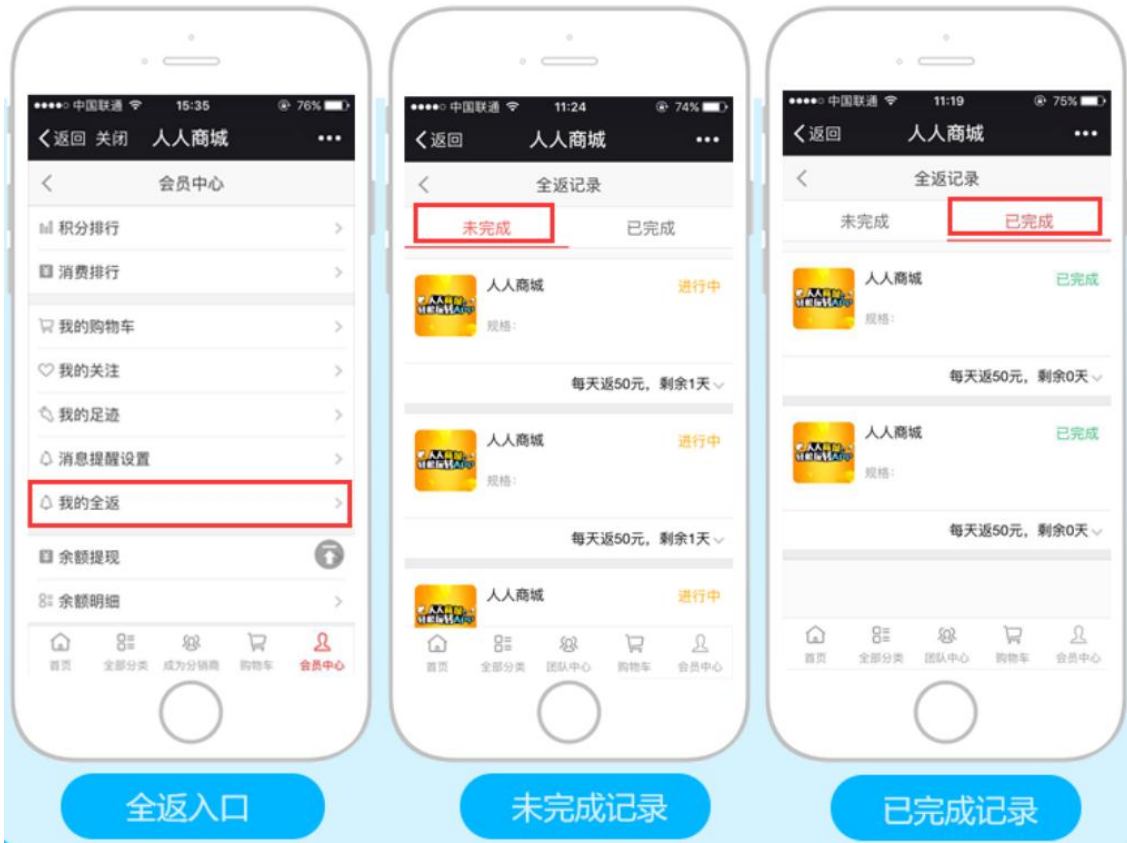 中国联通 15:35 76%
返回 关闭 人人商城
会员中心
积分排行
消费排行
我的购物车
我的关注
我的足迹
消息提醒设置
我的全返
余额提现
余额明细
首页 全部分类 成为分销商 购物车 会员中心
全返入口
中国联通 11:24 74%
返回 人人商城
全返记录
未完成 已完成
人人商城 进行中
规格:
每天返50元，剩余1天
人人商城 进行中
规格:
每天返50元，剩余1天
人人商城 进行中
首页 全部分类 团队中心 购物车 会员中心
未完成记录
中国联通 11:19 75%
返回 人人商城
全返记录
未完成 已完成
人人商城 已完成
规格:
每天返50元，剩余0天
人人商城 已完成
规格:
每天返50元，剩余0天
首页 全部分类 团队中心 购物车 会员中心
已完成记录